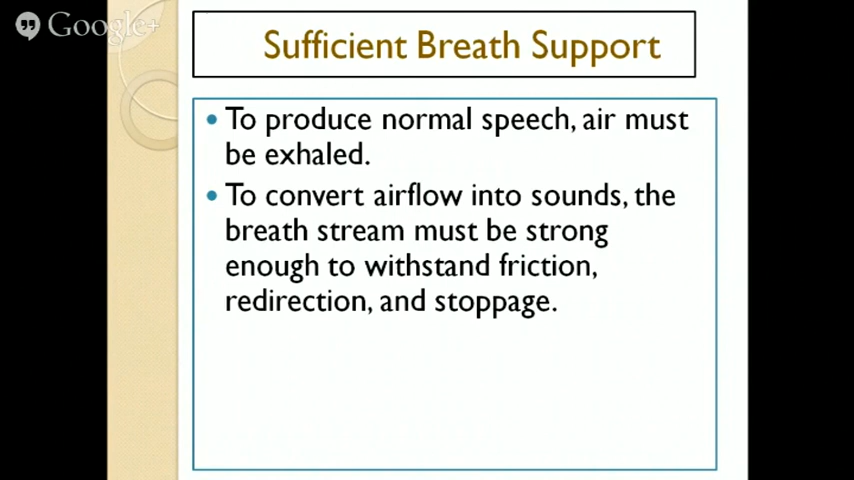 Google+
Sufficient Breath Support
• To produce normal speech, air must
be exhaled.
• To convert airflow into sounds, the
breath stream must be strong
enough to withstand friction,
redirection, and stoppage.